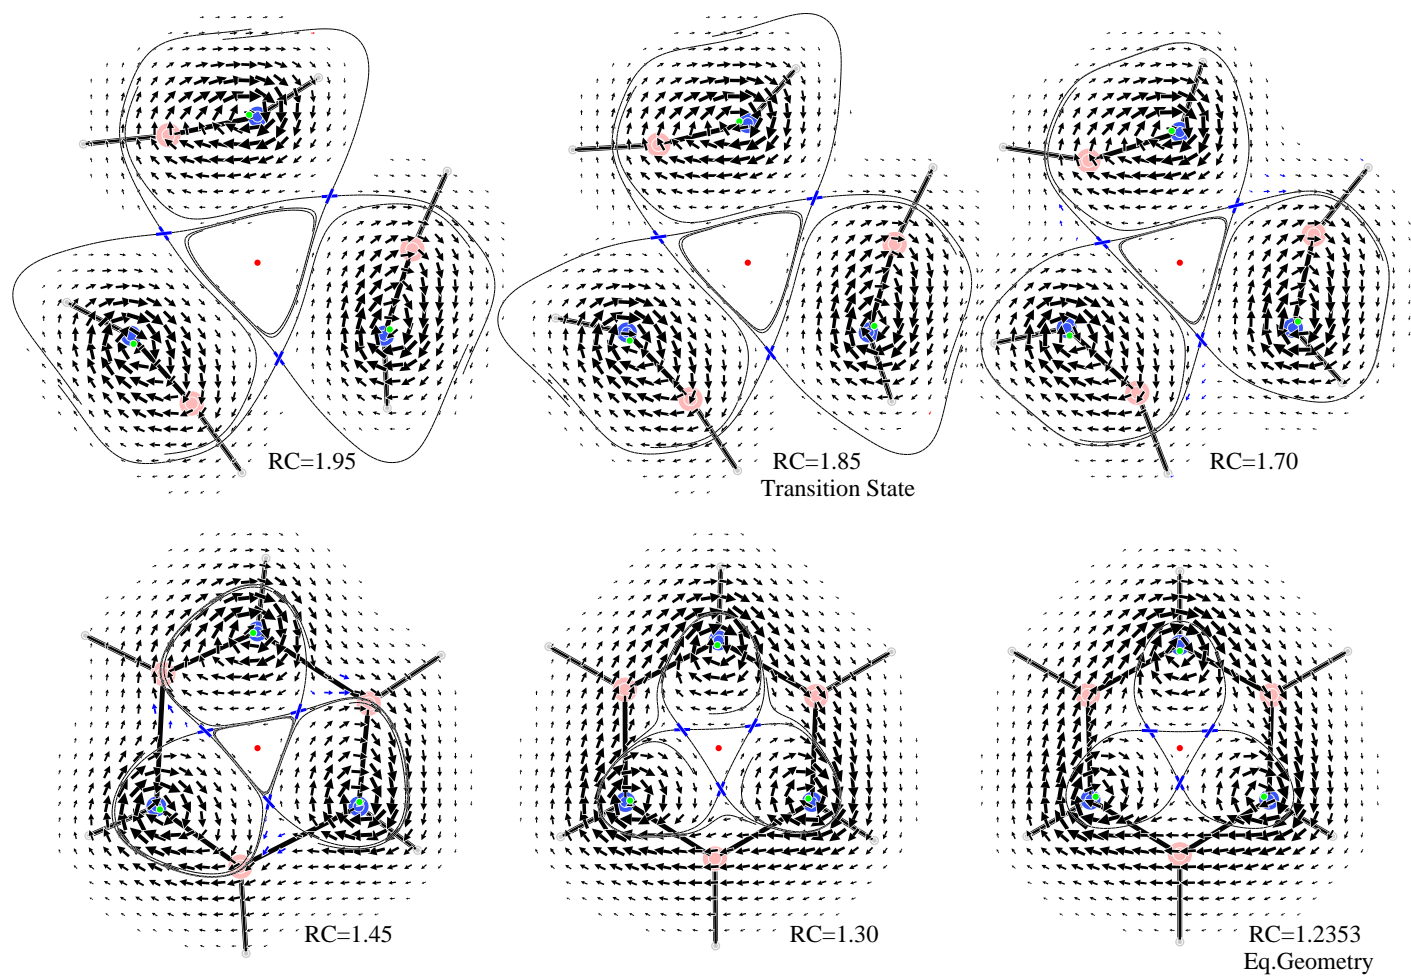 RC=1.95
RC=1.85
Transition State
RC=1.70
RC=1.45
RC=1.30
RC=1.2353
Eq.Geometry